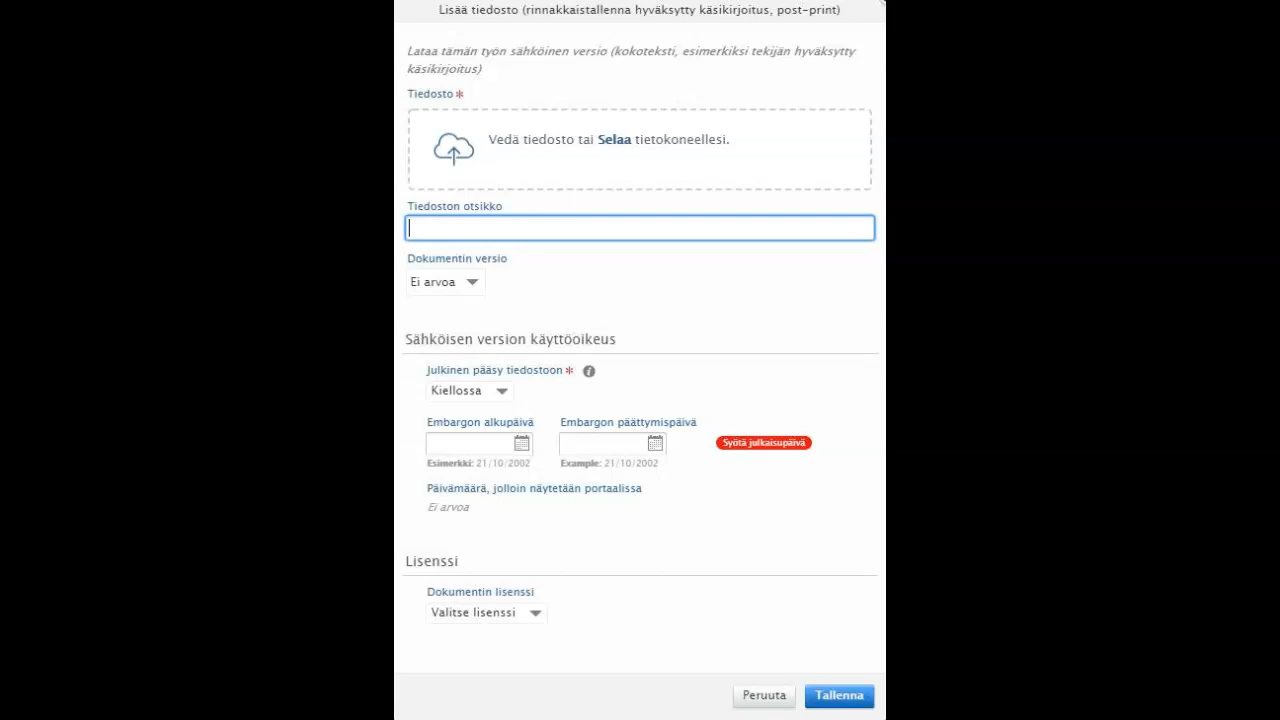 Lisää tiedosto (rinnakkaistallenna hyväksytty käsikirjoitus, post-print)
Lataa tämän työn sähköinen versio (kokoteksti, esimerkiksi tekijän hyväksytty
käsikirjoitus)
Tiedosto *
Vedä tiedosto tai Selaa tietokoneellesi.
Tiedoston otsikko
Dokumentin versio
Ei arvoa
Sähköisen version käyttöoikeus
Julkinen pääsy tiedostoon * i
Kiellossa
Embargon alkupäivä Embargon päättymispäivä
Syötä julkaisupäivä
Esimerkki: 21/10/2002 Example: 21/10/2002
Päivämäärä, jolloin näytetään portaalissa
Ei arvoa
Lisenssi
Dokumentin lisenssi
Valitse lisenssi
Peruuta Tallenna